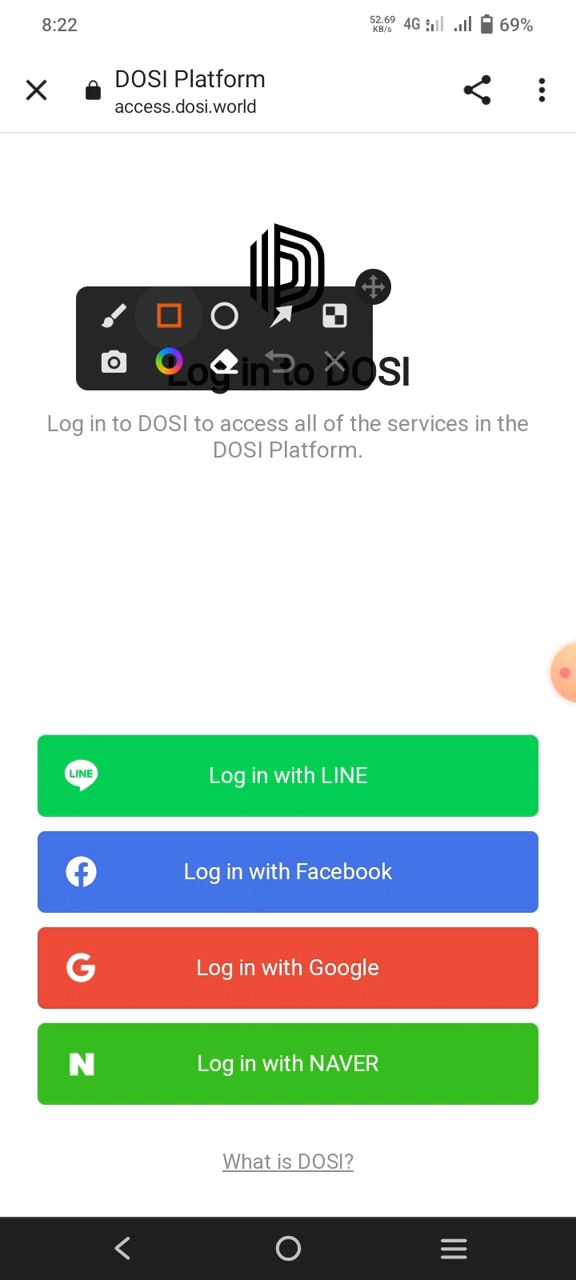 8:22 52.69 KB/s 4G 69%
DOSI Platform
access.dosi.world
Log in to DOSI
Log in to DOSI to access all of the services in the
DOSI Platform.
LINE Log in with LINE
Log in with Facebook
G Log in with Google
N Log in with NAVER
What is DOSI?